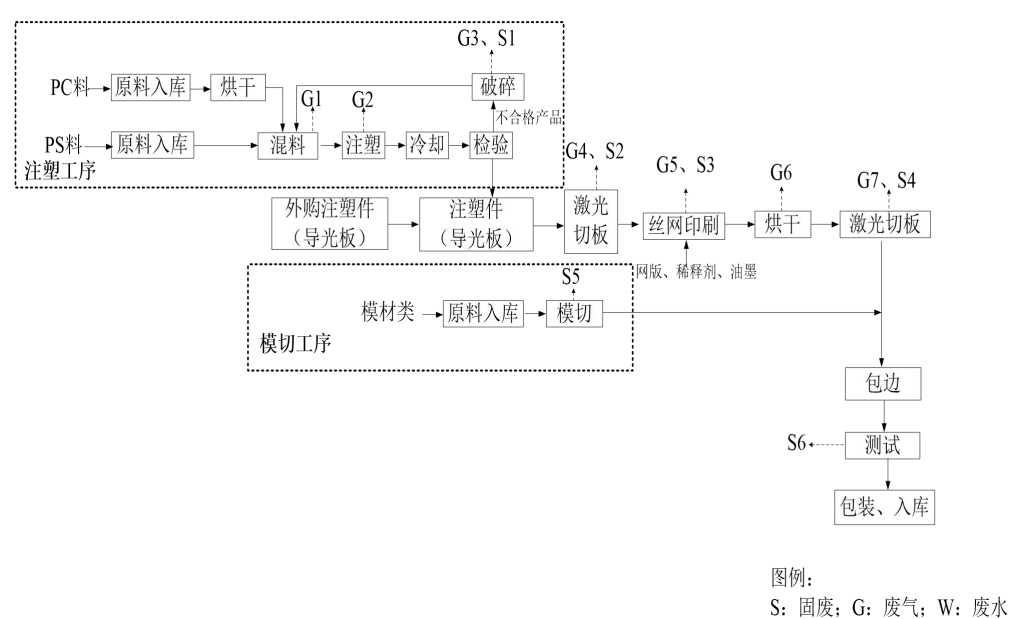 G3、S1
PC料
原料入库
烘干
破碎
G1
G2
不合格产品
PS料
原料入库
混料
注塑
冷却
检验
注塑工序
G4、S2
G5、S3
G6
G7、S4
外购注塑件
（导光板）
注塑件
（导光板）
激光
切板
丝网印刷
烘干
激光切板
网版、稀释剂、油墨
S5
模材类
原料入库
模切
模切工序
包边
S6
测试
包装、入库
图例：
S：固废；G：废气；W：废水